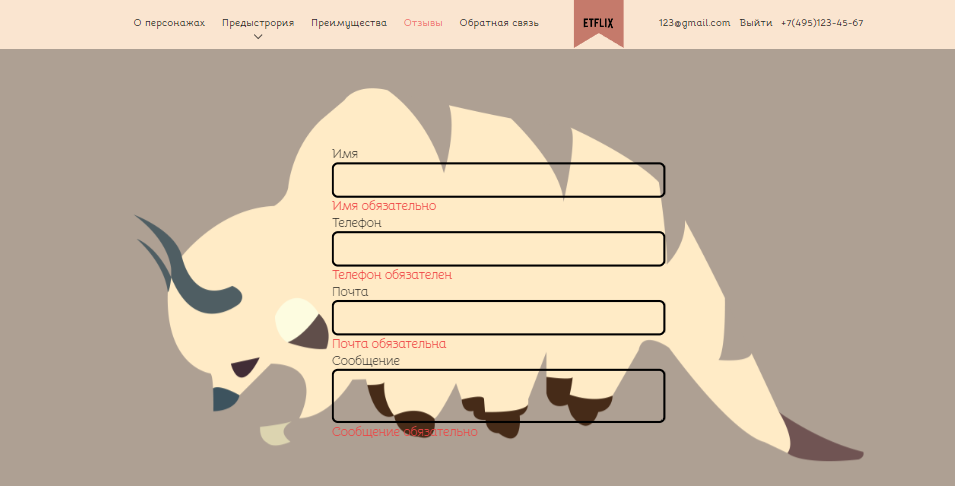 О персонажах Предыстрория Преимущества Отзывы Обратная связь ETFLIX 123@gmail.com Выйти +7(495)123-45-67
Имя
Имя обязательно
Телефон
Телефон обязателен
Почта
Почта обязательна
Сообщение
Сообщение обязательно